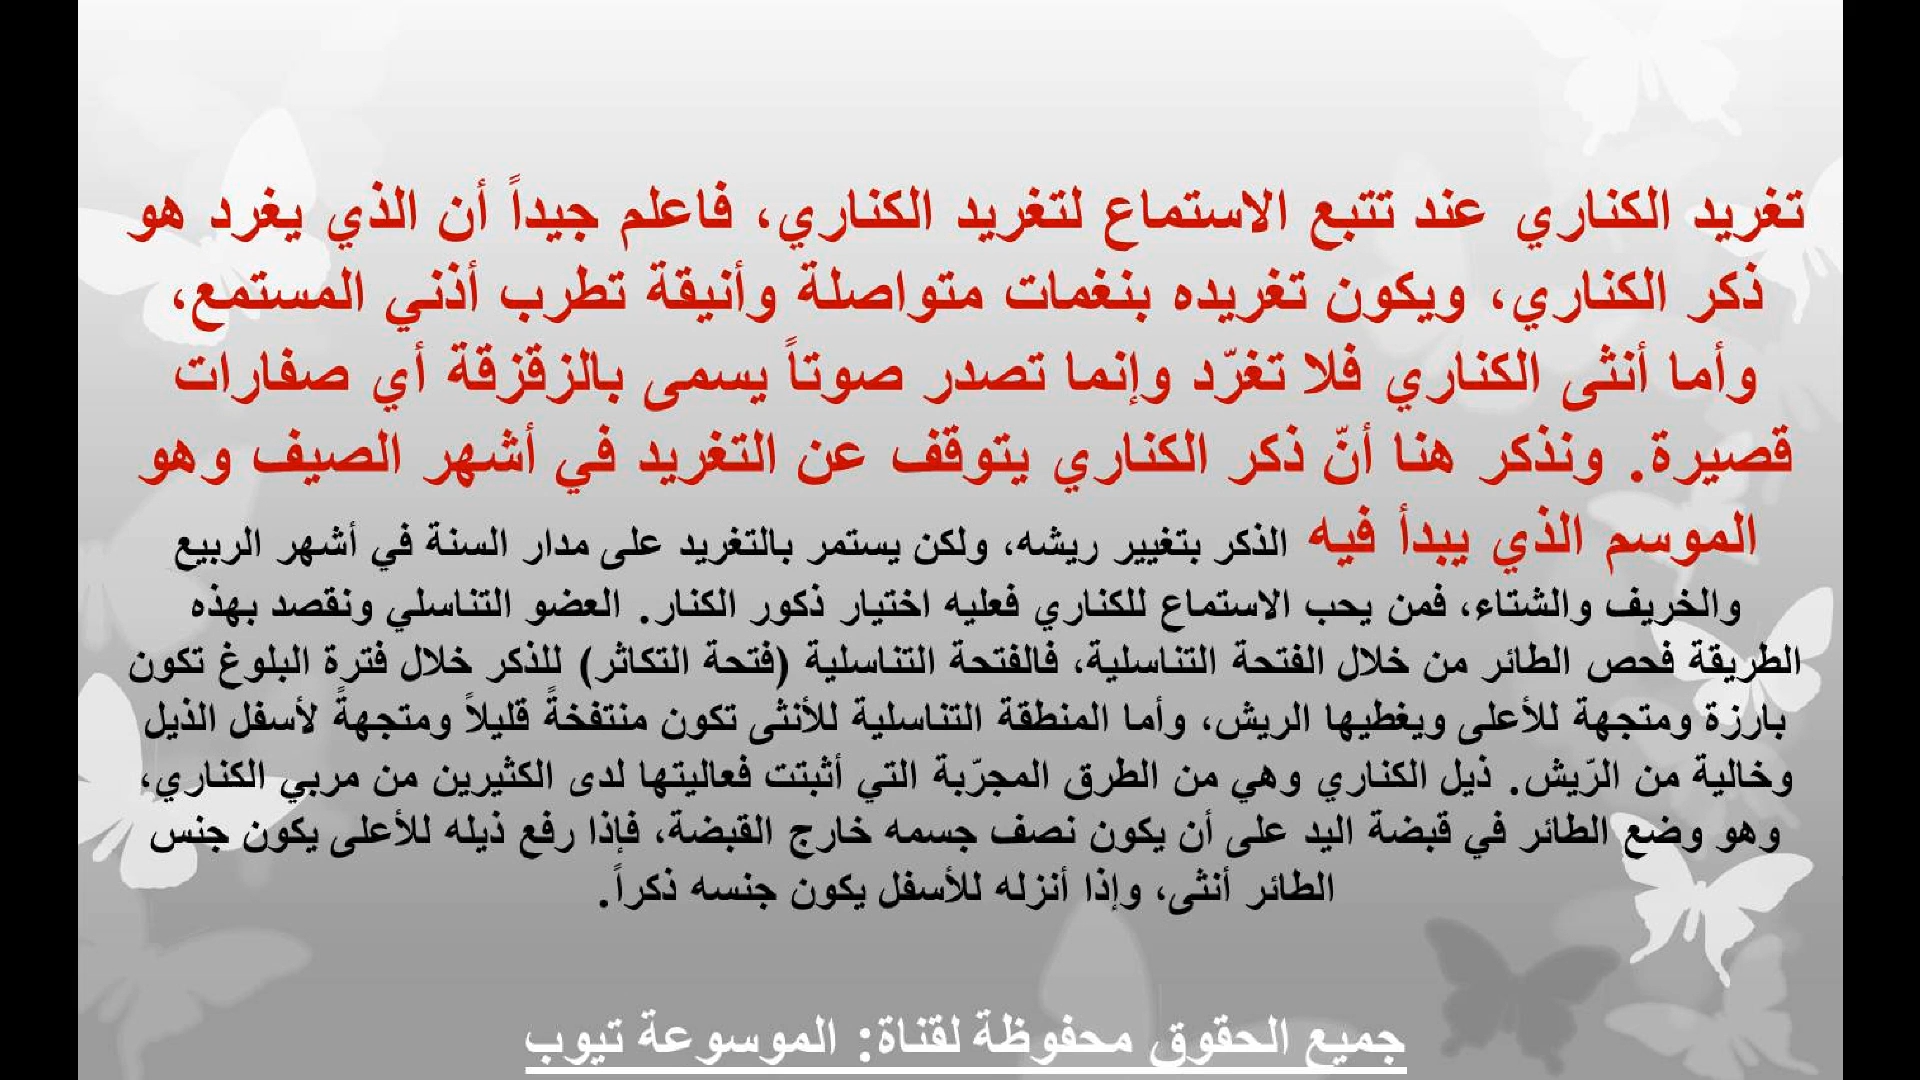 تغريد الكناري عند تتبع الاستماع لتغريد الكناري، فاعلم جيداً أن الذي يغرد هو
ذكر الكناري، ويكون تغريده بنغمات متواصلة وأنيقة تطرب أذني المستمع،
وأما أنثى الكناري فلا تغرّد وإنما تصدر صوتاً يسمى بالزقزقة أي صفارات
قصيرة. ونذكر هنا أنّ ذكر الكناري يتوقف عن التغريد في أشهر الصيف وهو
الموسم الذي يبدأ فيه الذكر بتغيير ريشه، ولكن يستمر بالتغريد على مدار السنة في أشهر الربيع
والخريف والشتاء، فمن يحب الاستماع للكناري فعليه اختيار ذكور الكنار. العضو التناسلي ونقصد بهذه
الطريقة فحص الطائر من خلال الفتحة التناسلية، فالفتحة التناسلية (فتحة التكاثر) للذكر خلال فترة البلوغ تكون
بارزة ومتجهة للأعلى ويغطيها الريش، وأما المنطقة التناسلية للأنثى تكون منتفخةً قليلاً ومتجهةً لأسفل الذيل
وخالية من الرّيش. ذيل الكناري وهي من الطرق المجرّبة التي أثبتت فعاليتها لدى الكثيرين من مربي الكناري،
وهو وضع الطائر في قبضة اليد على أن يكون نصف جسمه خارج القبضة، فإذا رفع ذيله للأعلى يكون جنس
الطائر أنثى، وإذا أنزله للأسفل يكون جنسه ذكراً.
جميع الحقوق محفوظة لقناة: الموسوعة تيوب